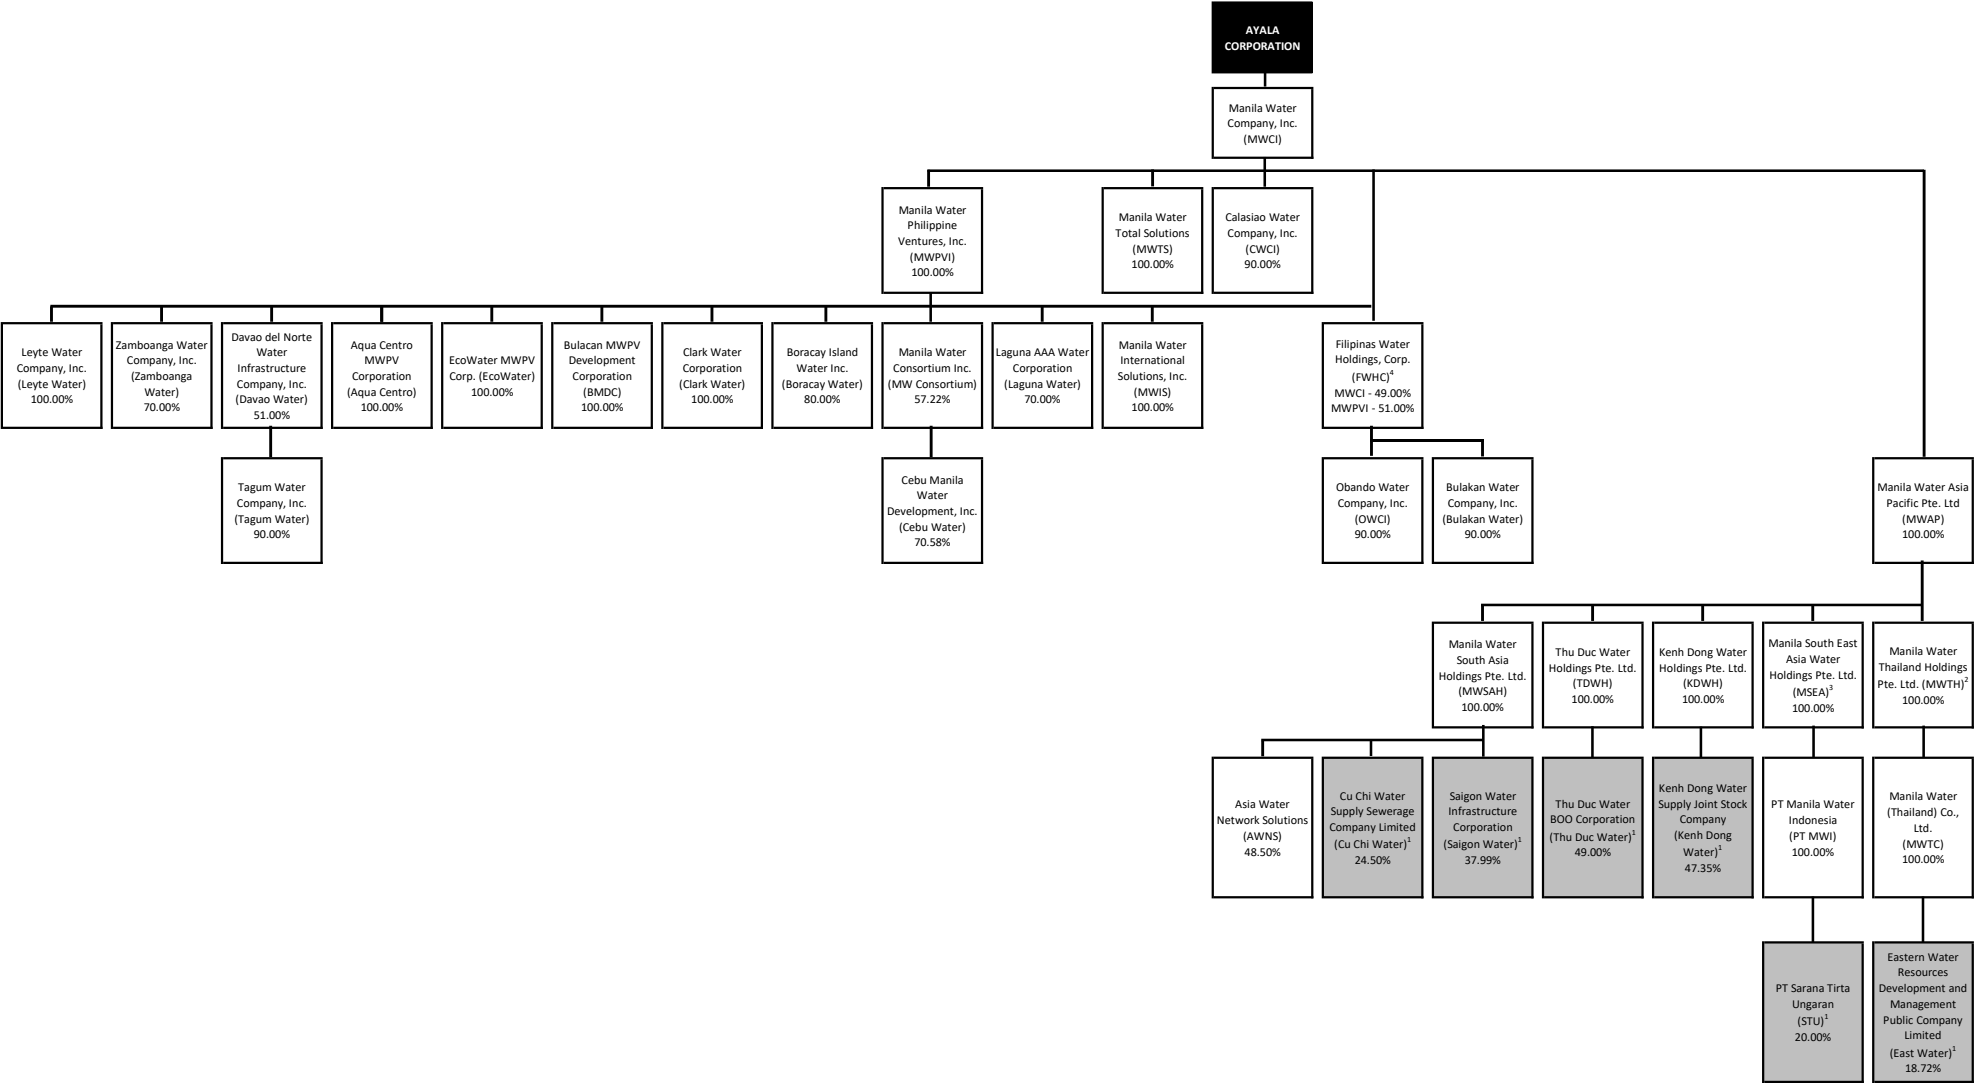 AYALA
CORPORATION
Manila Water
Company, Inc.
(MWCI)
Manila Water
Philippine
Ventures, Inc.
(MWPVI)
100.00%
Manila Water
Total Solutions
(MWTS)
100.00%
Calasiao Water
Company, Inc.
(CWCI)
90.00%
Leyte Water
Company, Inc.
(Leyte Water)
100.00%
Zamboanga Water
Company, Inc.
(Zamboanga
Water)
70.00%
Davao del Norte
Water
Infrastructure
Company, Inc.
(Davao Water)
51.00%
Aqua Centro
MWPV
Corporation
(Aqua Centro)
100.00%
EcoWater MWPV
Corp. (EcoWater)
100.00%
Bulacan MWPV
Development
Corporation
(BMDC)
100.00%
Clark Water
Corporation
(Clark Water)
100.00%
Boracay Island
Water Inc.
(Boracay Water)
80.00%
Manila Water
Consortium Inc.
(MW Consortium)
57.22%
Laguna AAA Water
Corporation
(Laguna Water)
70.00%
Manila Water
International
Solutions, Inc.
(MWIS)
100.00%
Filipinas Water
Holdings, Corp.
(FWHC)4
MWCI - 49.00%
MWPVI - 51.00%
Tagum Water
Company, Inc.
(Tagum Water)
90.00%
Cebu Manila
Water
Development, Inc.
(Cebu Water)
70.58%
Obando Water
Company, Inc.
(OWCI)
90.00%
Bulakan Water
Company, Inc.
(Bulakan Water)
90.00%
Manila Water Asia
Pacific Pte. Ltd
(MWAP)
100.00%
Manila Water
South Asia
Holdings Pte. Ltd.
(MWSAH)
100.00%
Thu Duc Water
Holdings Pte. Ltd.
(TDWH)
100.00%
Kenh Dong Water
Holdings Pte. Ltd.
(KDWH)
100.00%
Manila South East
Asia Water
Holdings Pte. Ltd.
(MSEA)3
100.00%
Manila Water
Thailand Holdings
Pte. Ltd. (MWTH)2
100.00%
Asia Water
Network Solutions
(AWNS)
48.50%
Cu Chi Water
Supply Sewerage
Company Limited
(Cu Chi Water)1
24.50%
Saigon Water
Infrastructure
Corporation
(Saigon Water)1
37.99%
Thu Duc Water
BOO Corporation
(Thu Duc Water)1
49.00%
Kenh Dong Water
Supply Joint Stock
Company
(Kenh Dong
Water)1
47.35%
PT Manila Water
Indonesia
(PT MWI)
100.00%
Manila Water
(Thailand) Co.,
Ltd.
(MWTC)
100.00%
PT Sarana Tirta
Ungaran
(STU)1
20.00%
Eastern Water
Resources
Development and
Management
Public Company
Limited
(East Water)1
18.72%